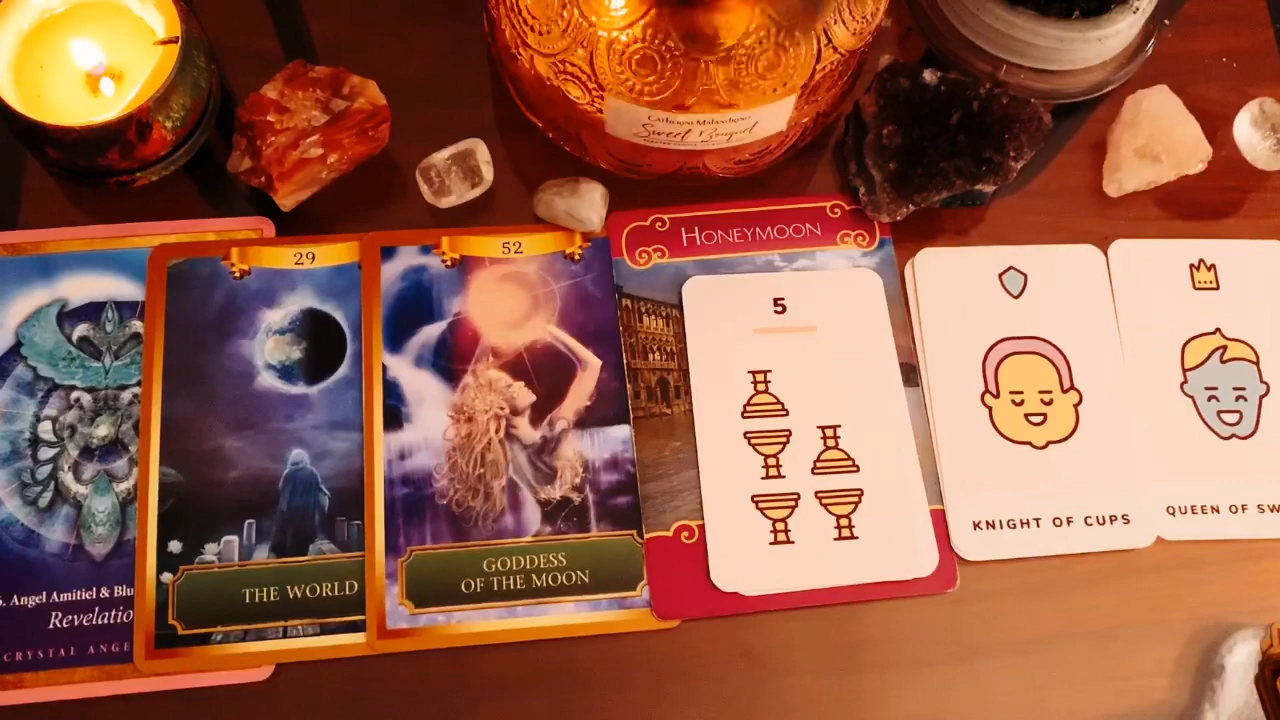 CATHERINE MALANDRINO
Sweet Bouquet
29
52
HONEYMOON
5
THE WORLD
GODDESS
OF THE MOON
KNIGHT OF CUPS
QUEEN OF SW
5. Angel Amitiel & Blu
Revelatio
CRYSTAL ANGE